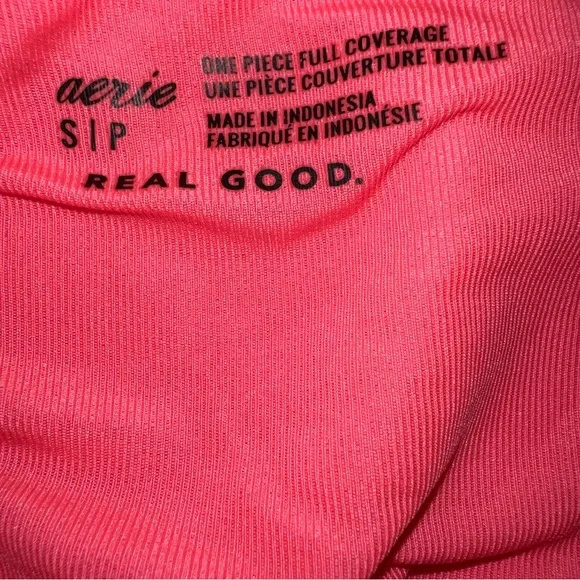 aerie
S|P
ONE PIECE FULL COVERAGE
UNE PIÈCE COUVERTURE TOTALE
MADE IN INDONESIA
FABRIQUÉ EN INDONÉSIE
REAL GOOD.